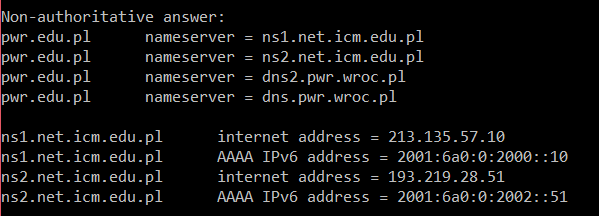 Non-authoritative answer:
pwr.edu.pl nameserver = ns1.net.icm.edu.pl
pwr.edu.pl nameserver = ns2.net.icm.edu.pl
pwr.edu.pl nameserver = dns2.pwr.wroc.pl
pwr.edu.pl nameserver = dns.pwr.wroc.pl

ns1.net.icm.edu.pl internet address = 213.135.57.10
ns1.net.icm.edu.pl AAAA IPv6 address = 2001:6a0:0:2000::10
ns2.net.icm.edu.pl internet address = 193.219.28.51
ns2.net.icm.edu.pl AAAA IPv6 address = 2001:6a0:0:2002::51